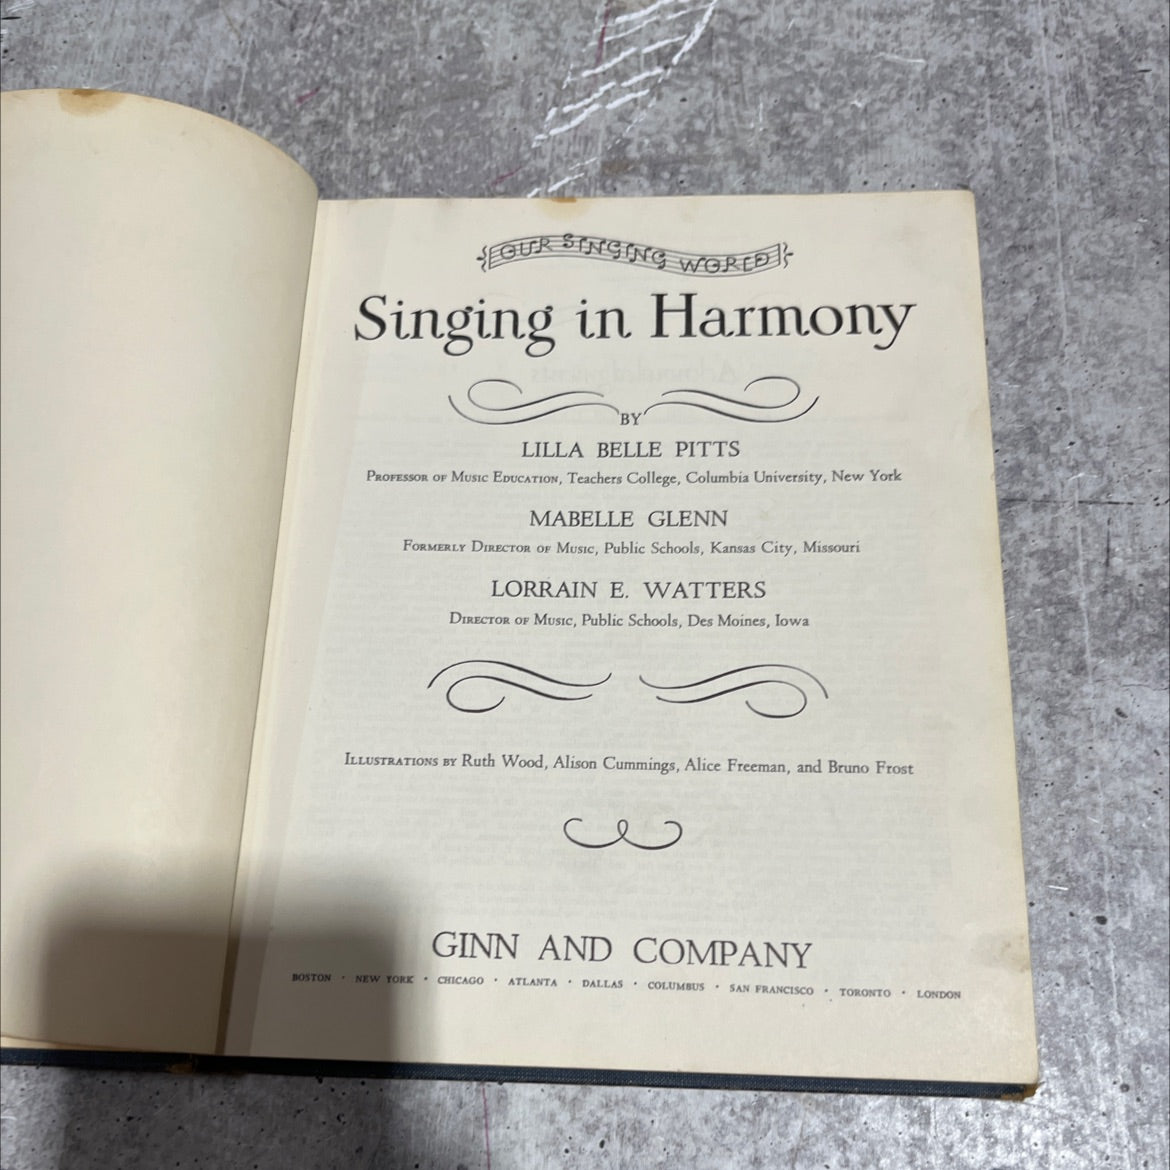 OUR SINGING WORLD
Singing in Harmony
BY
LILLA BELLE PITTS
Professor of Music Education, Teachers College, Columbia University, New York
MABELLE GLENN
Formerly Director of Music, Public Schools, Kansas City, Missouri
LORRAIN E. WATTERS
Director of Music, Public Schools, Des Moines, Iowa
Illustrations by Ruth Wood, Alison Cummings, Alice Freeman, and Bruno Frost
GINN AND COMPANY
BOSTON · NEW YORK · CHICAGO · ATLANTA · DALLAS · COLUMBUS · SAN FRANCISCO · TORONTO · LONDON